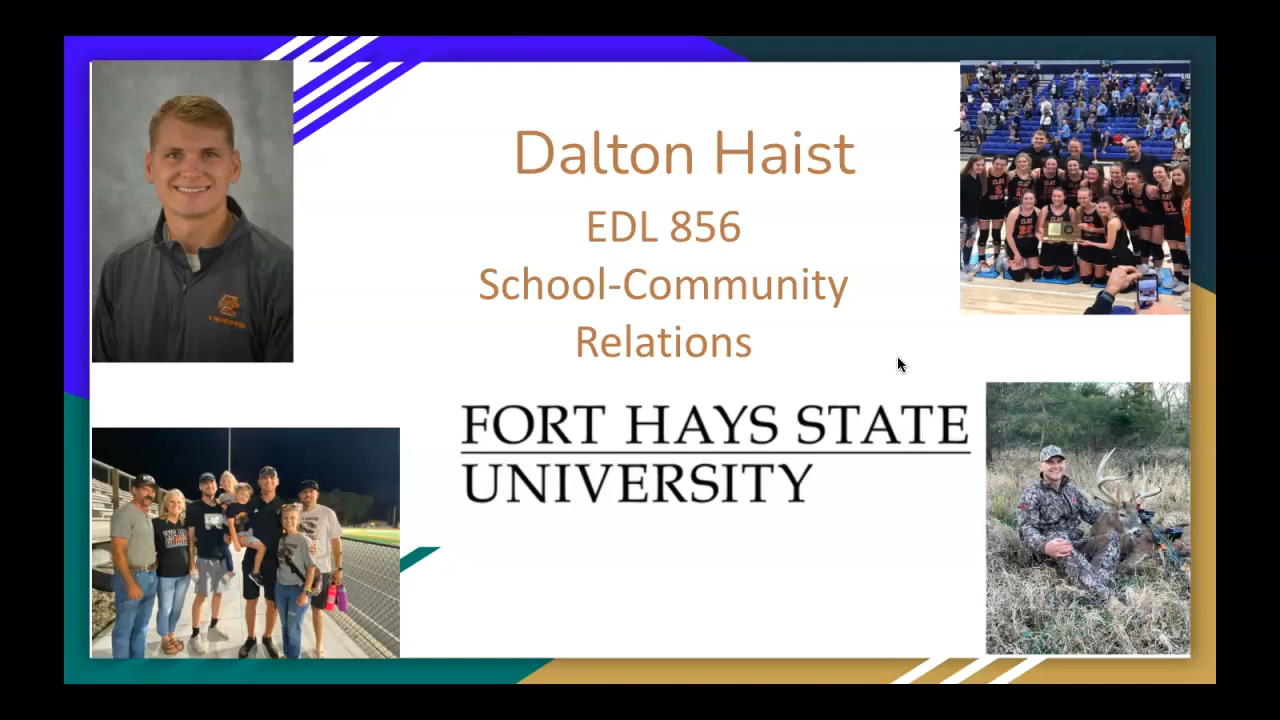 Dalton Haist
EDL 856
School-Community
Relations
FORT HAYS STATE
UNIVERSITY